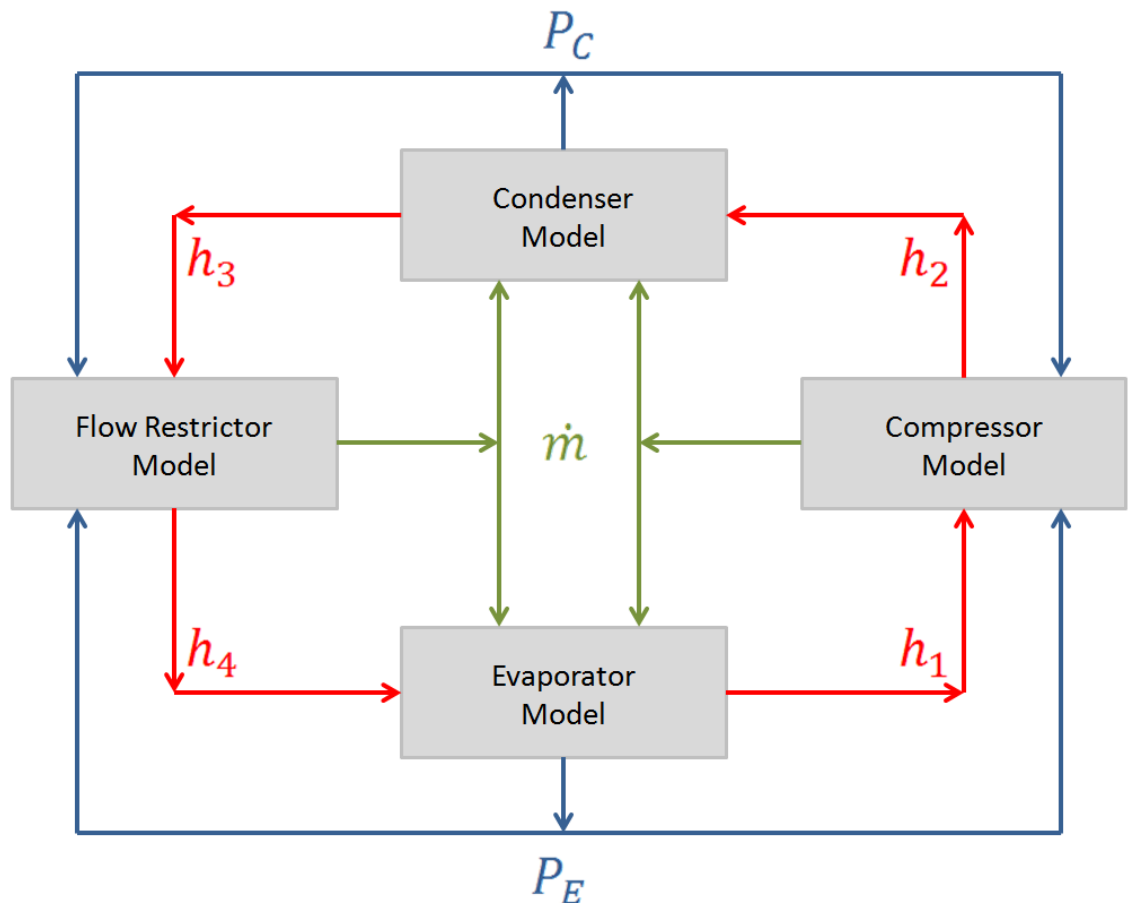 P_C
Condenser
Model
h_3
h_2
Flow Restrictor
Model
ṁ
Compressor
Model
h_4
Evaporator
Model
h_1
P_E